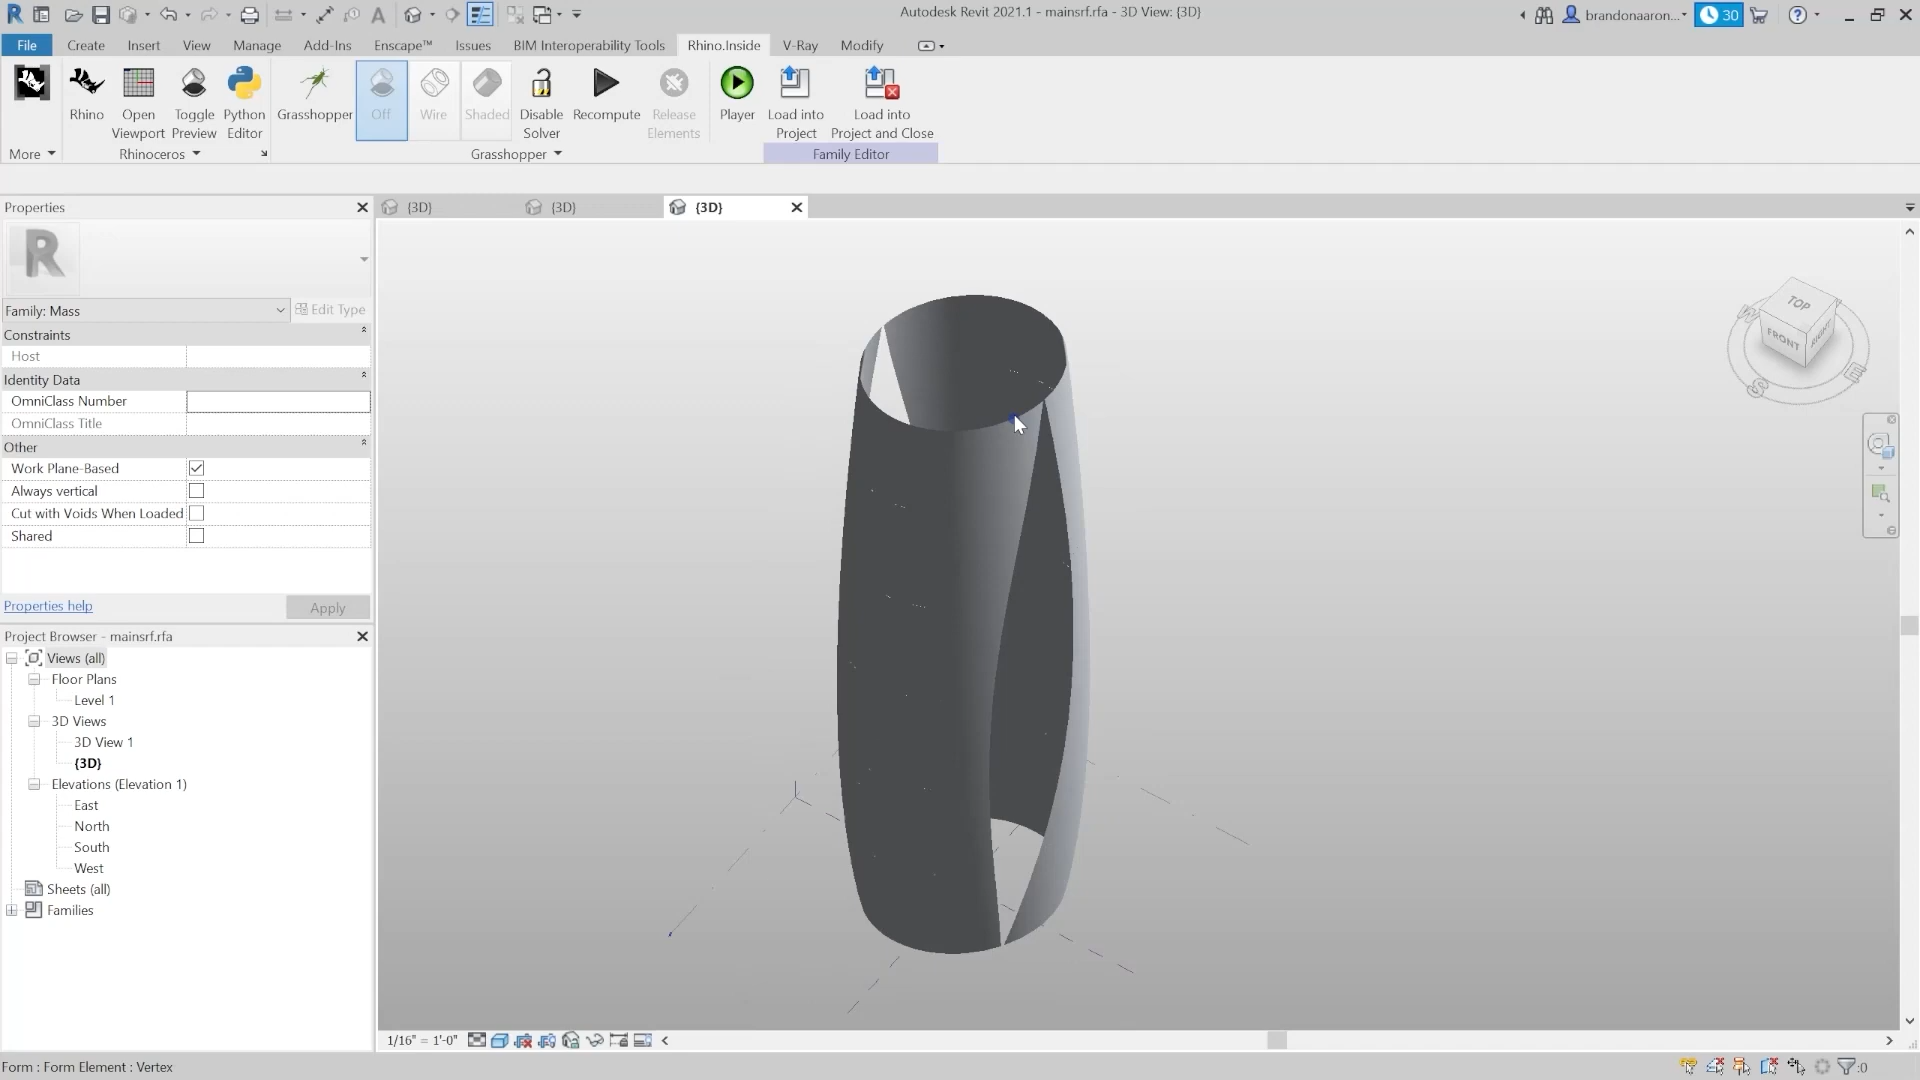 Autodesk Revit 2021.1 - mainsrf.rfa - 3D View: {3D}
brandonaaron...
30
File Create Insert View Manage Add-Ins Enscape™ Issues BIM Interoperability Tools Rhino.Inside V-Ray Modify
Rhino
Open Viewport
Toggle Preview
Python Editor
Grasshopper
Off
Wire
Shaded
Disable Solver
Recompute
Release Elements
Player
Load into Project
Load into Project and Close
More
Rhinoceros
Grasshopper
Family Editor
Properties
{3D}
{3D}
{3D}
R
Family: Mass
Edit Type
Constraints
Host
Identity Data
OmniClass Number
OmniClass Title
Other
Work Plane-Based
Always vertical
Cut with Voids When Loaded
Shared
Properties help
Apply
Project Browser - mainsrf.rfa
Views (all)
Floor Plans
Level 1
3D Views
3D View 1
{3D}
Elevations (Elevation 1)
East
North
South
West
Sheets (all)
Families
TOP
FRONT
RIGHT
W
S
E
1/16" = 1'-0"
Form : Form Element : Vertex
:0